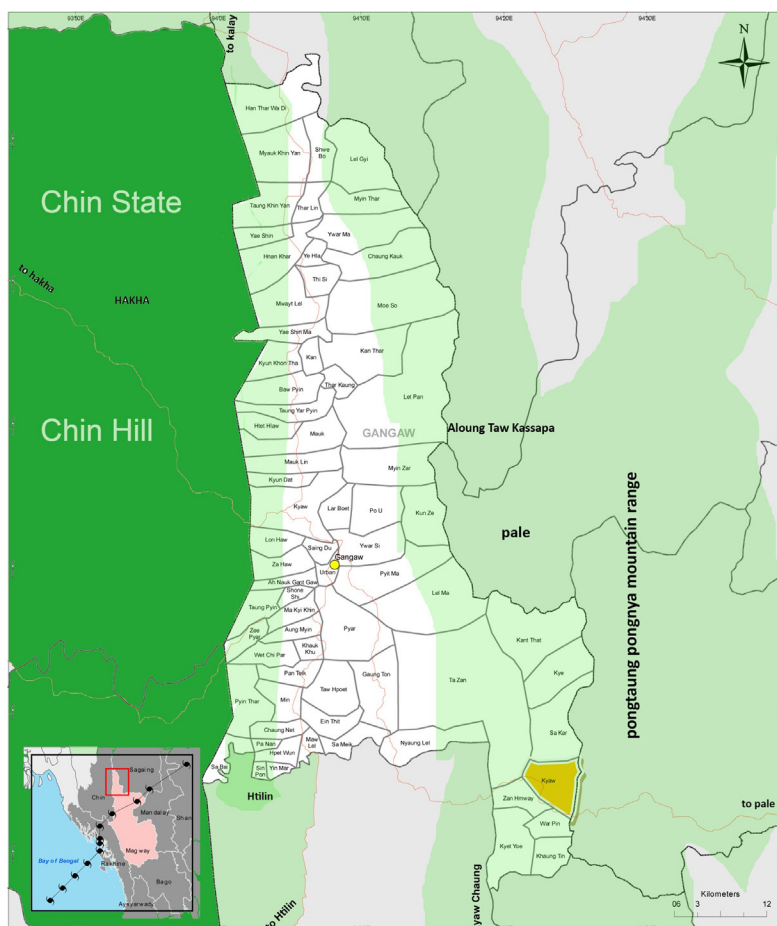 93°50'E
94°0'E
94°10'E
94°20'E
94°30'E
to kalay
N
Han Thar Wa Di
Myauk Khin Yan
Shwe
Bo
Lel Gyi
Taung Khin Yan
Thar Lin
Myin Thar
Chin State
Yae Shin
Ywar Ma
Hnan Khar
Ye Hla
Chaung Kauk
Thi Si
to hakha
HAKHA
Mwayt Lel
Moe So
Yae Shin Ma
Kyun Khon Tha
Kan
Kan Thar
Baw Pyin
Thar Kaung
Let Pan
Taung Yar Pyin
Chin Hill
Htet Hlaw
Mauk
GANGAW
Aloung Taw Kassapa
Mauk Lin
Myin Zar
Kyun Dat
Kyaw
Lar Boet
Po U
Kun Ze
pale
Lon Haw
Saing Du
Ywar Si
Gangaw
Za Haw
Urban
Pyit Ma
Ah Nauk Gant Gaw
Shone
Shi
Lel Ma
Taung Pyin
Ma Kyi Khin
Zee
Pyar
Aung Myin
Pyar
Kant That
Khauk
Khu
Wet Chi Par
Kye
Pan Teik
Gaung Ton
Ta Zan
Pyin Thar
Min
Taw Hpoet
pongtaung pongnya mountain range
Ein Thit
Chaung Net
Sa Kar
Pa Nan
Maw
Lel
Sa Meik
Nyaung Lel
Hpet Wun
Sa Bai
Sin
Pon
Yin Mar
Kyaw
Htilin
Zan Hmway
to pale
War Pin
Kyet Yoe
Khaung Tin
Sagaing
Chin
Mandalay
Shan
Magway
Bay of Bengal
Rakhine
Bago
Ayeyarwady
to Htilin
yaw Chaung
Kilometers
06
3
12